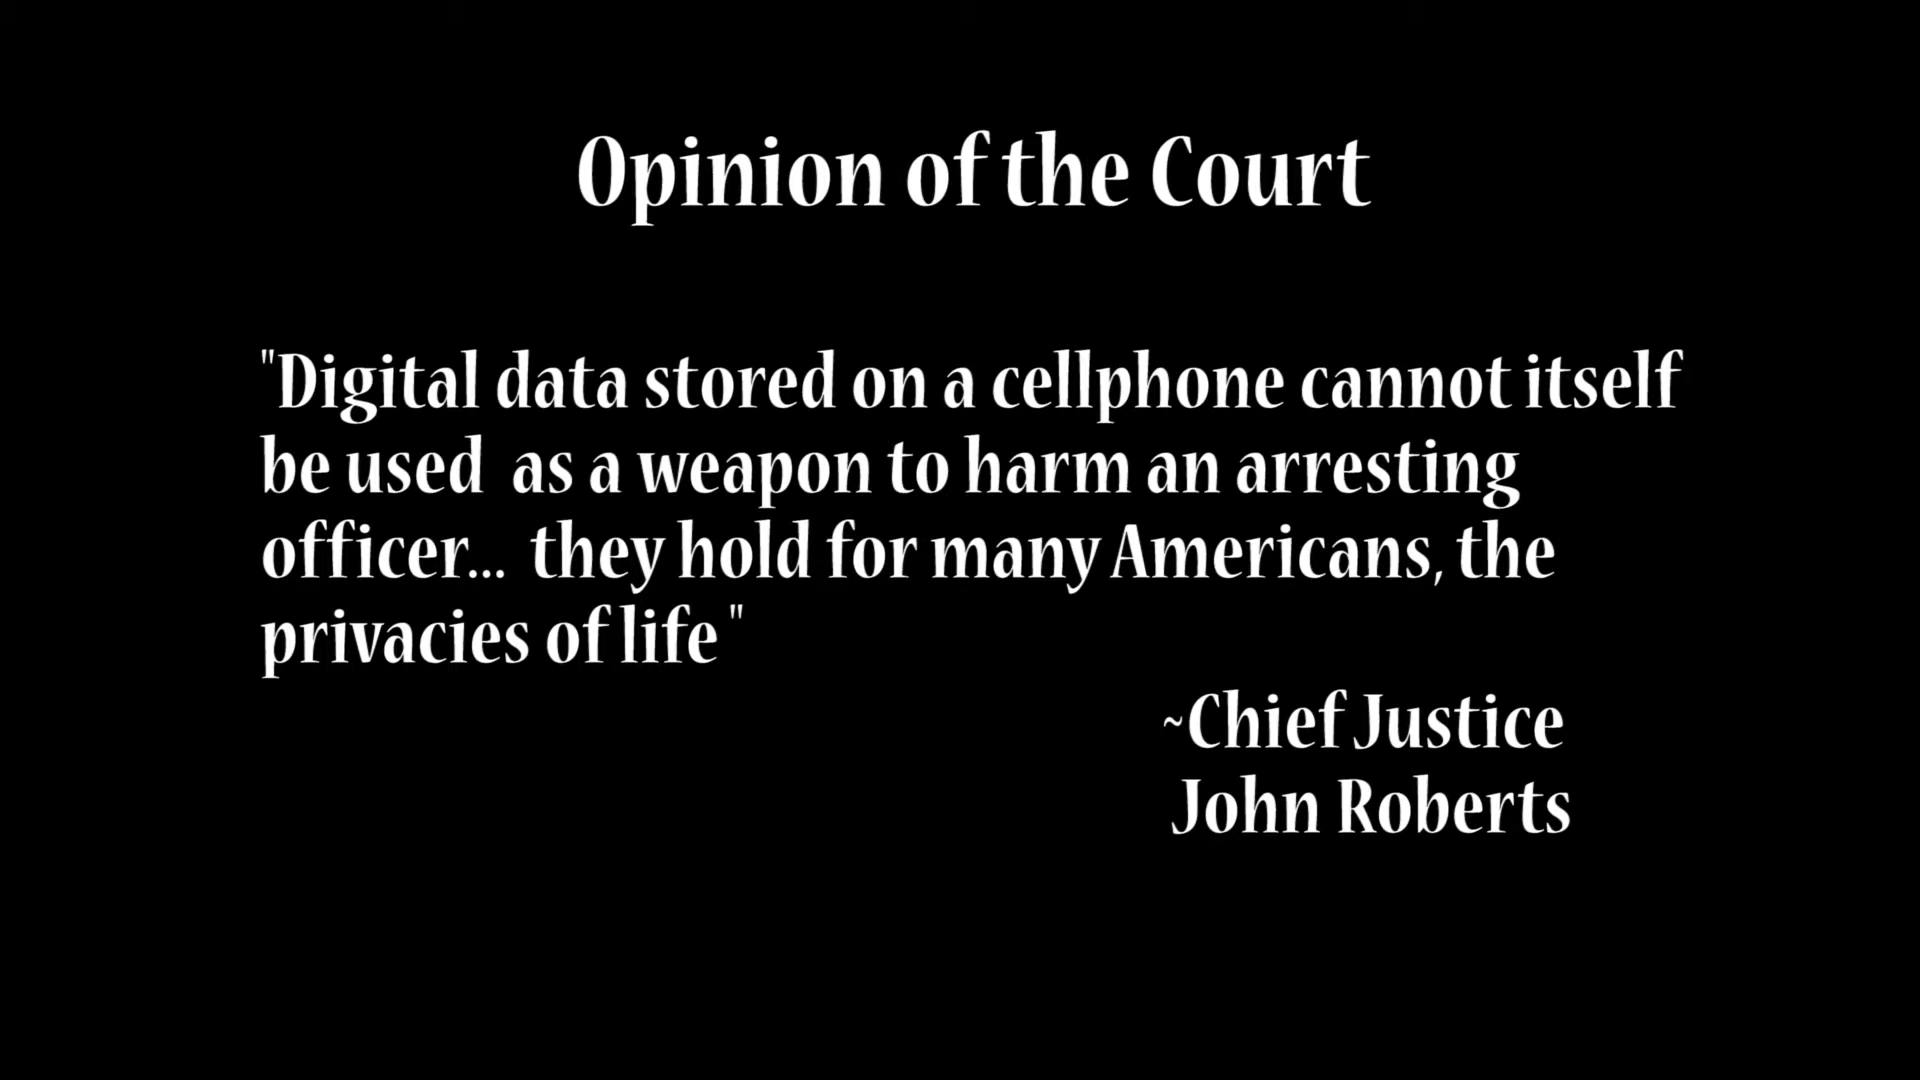 Opinion of the Court
"Digital data stored on a cellphone cannot itself
be used as a weapon to harm an arresting
officer... they hold for many Americans, the
privacies of life"
~Chief Justice
John Roberts